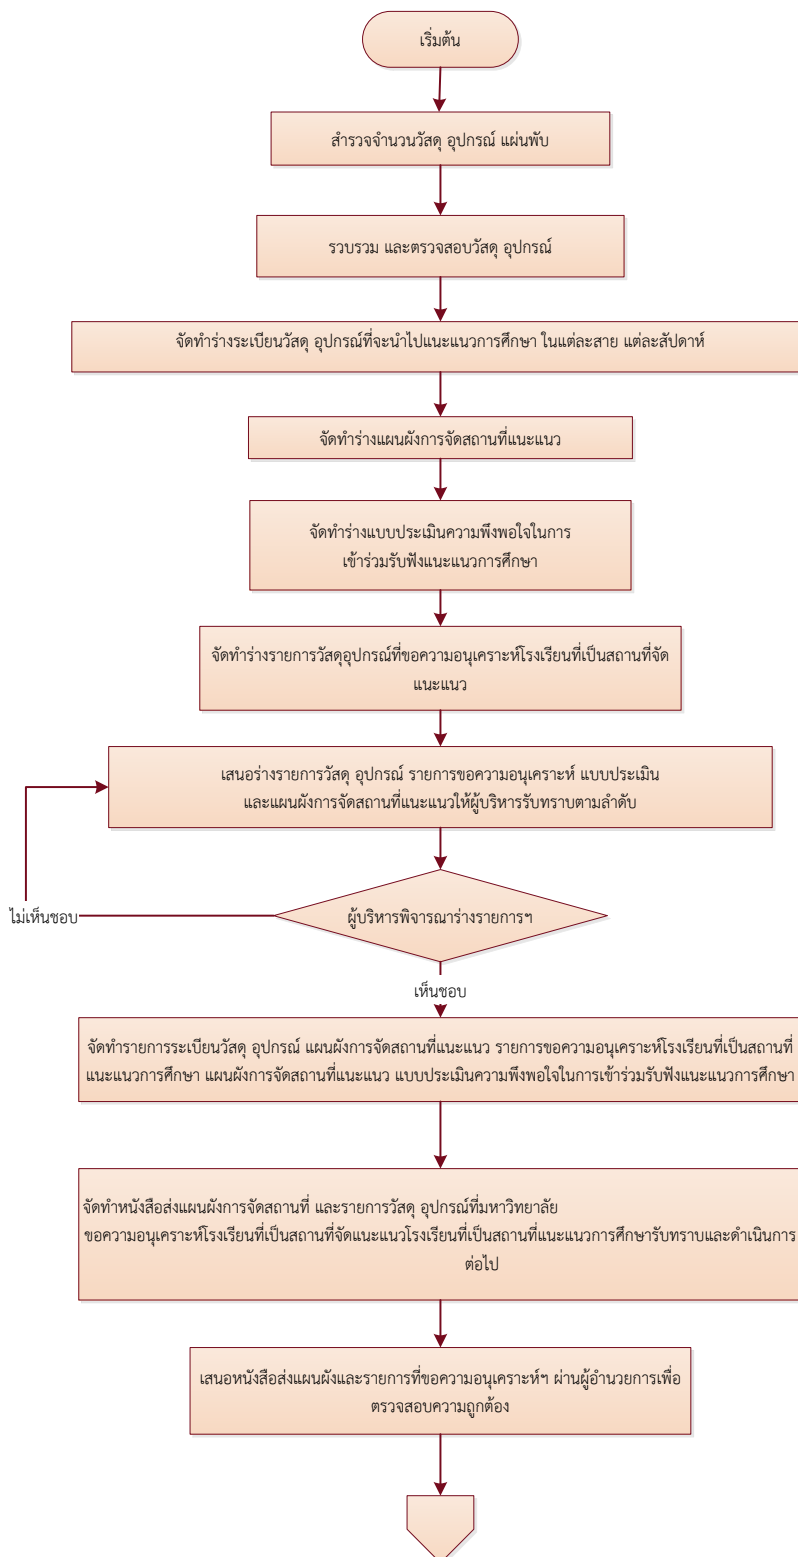 เริ่มต้น
สำรวจจำนวนวัสดุ อุปกรณ์ แผ่นพับ
รวบรวม และตรวจสอบวัสดุ อุปกรณ์
จัดทำร่างระเบียนวัสดุ อุปกรณ์ที่จะนำไปแนะแนวการศึกษา ในแต่ละสาย แต่ละสัปดาห์
จัดทำร่างแผนผังการจัดสถานที่แนะแนว
จัดทำร่างแบบประเมินความพึงพอใจในการ
เข้าร่วมรับฟังแนะแนวการศึกษา
จัดทำร่างรายการวัสดุอุปกรณ์ที่ขอความอนุเคราะห์โรงเรียนที่เป็นสถานที่จัด
แนะแนว
เสนอร่างรายการวัสดุ อุปกรณ์ รายการขอความอนุเคราะห์ แบบประเมิน
และแผนผังการจัดสถานที่แนะแนวให้ผู้บริหารรับทราบตามลำดับ
ไม่เห็นชอบ
ผู้บริหารพิจารณาร่างรายการฯ
เห็นชอบ
จัดทำรายการระเบียนวัสดุ อุปกรณ์ แผนผังการจัดสถานที่แนะแนว รายการขอความอนุเคราะห์โรงเรียนที่เป็นสถานที่
แนะแนวการศึกษา แผนผังการจัดสถานที่แนะแนว แบบประเมินความพึงพอใจในการเข้าร่วมรับฟังแนะแนวการศึกษา
จัดทำหนังสือส่งแผนผังการจัดสถานที่ และรายการวัสดุ อุปกรณ์ที่มหาวิทยาลัย
ขอความอนุเคราะห์โรงเรียนที่เป็นสถานที่จัดแนะแนวโรงเรียนที่เป็นสถานที่แนะแนวการศึกษารับทราบและดำเนินการ
ต่อไป
เสนอหนังสือส่งแผนผังและรายการที่ขอความอนุเคราะห์ฯ ผ่านผู้อำนวยการเพื่อ
ตรวจสอบความถูกต้อง